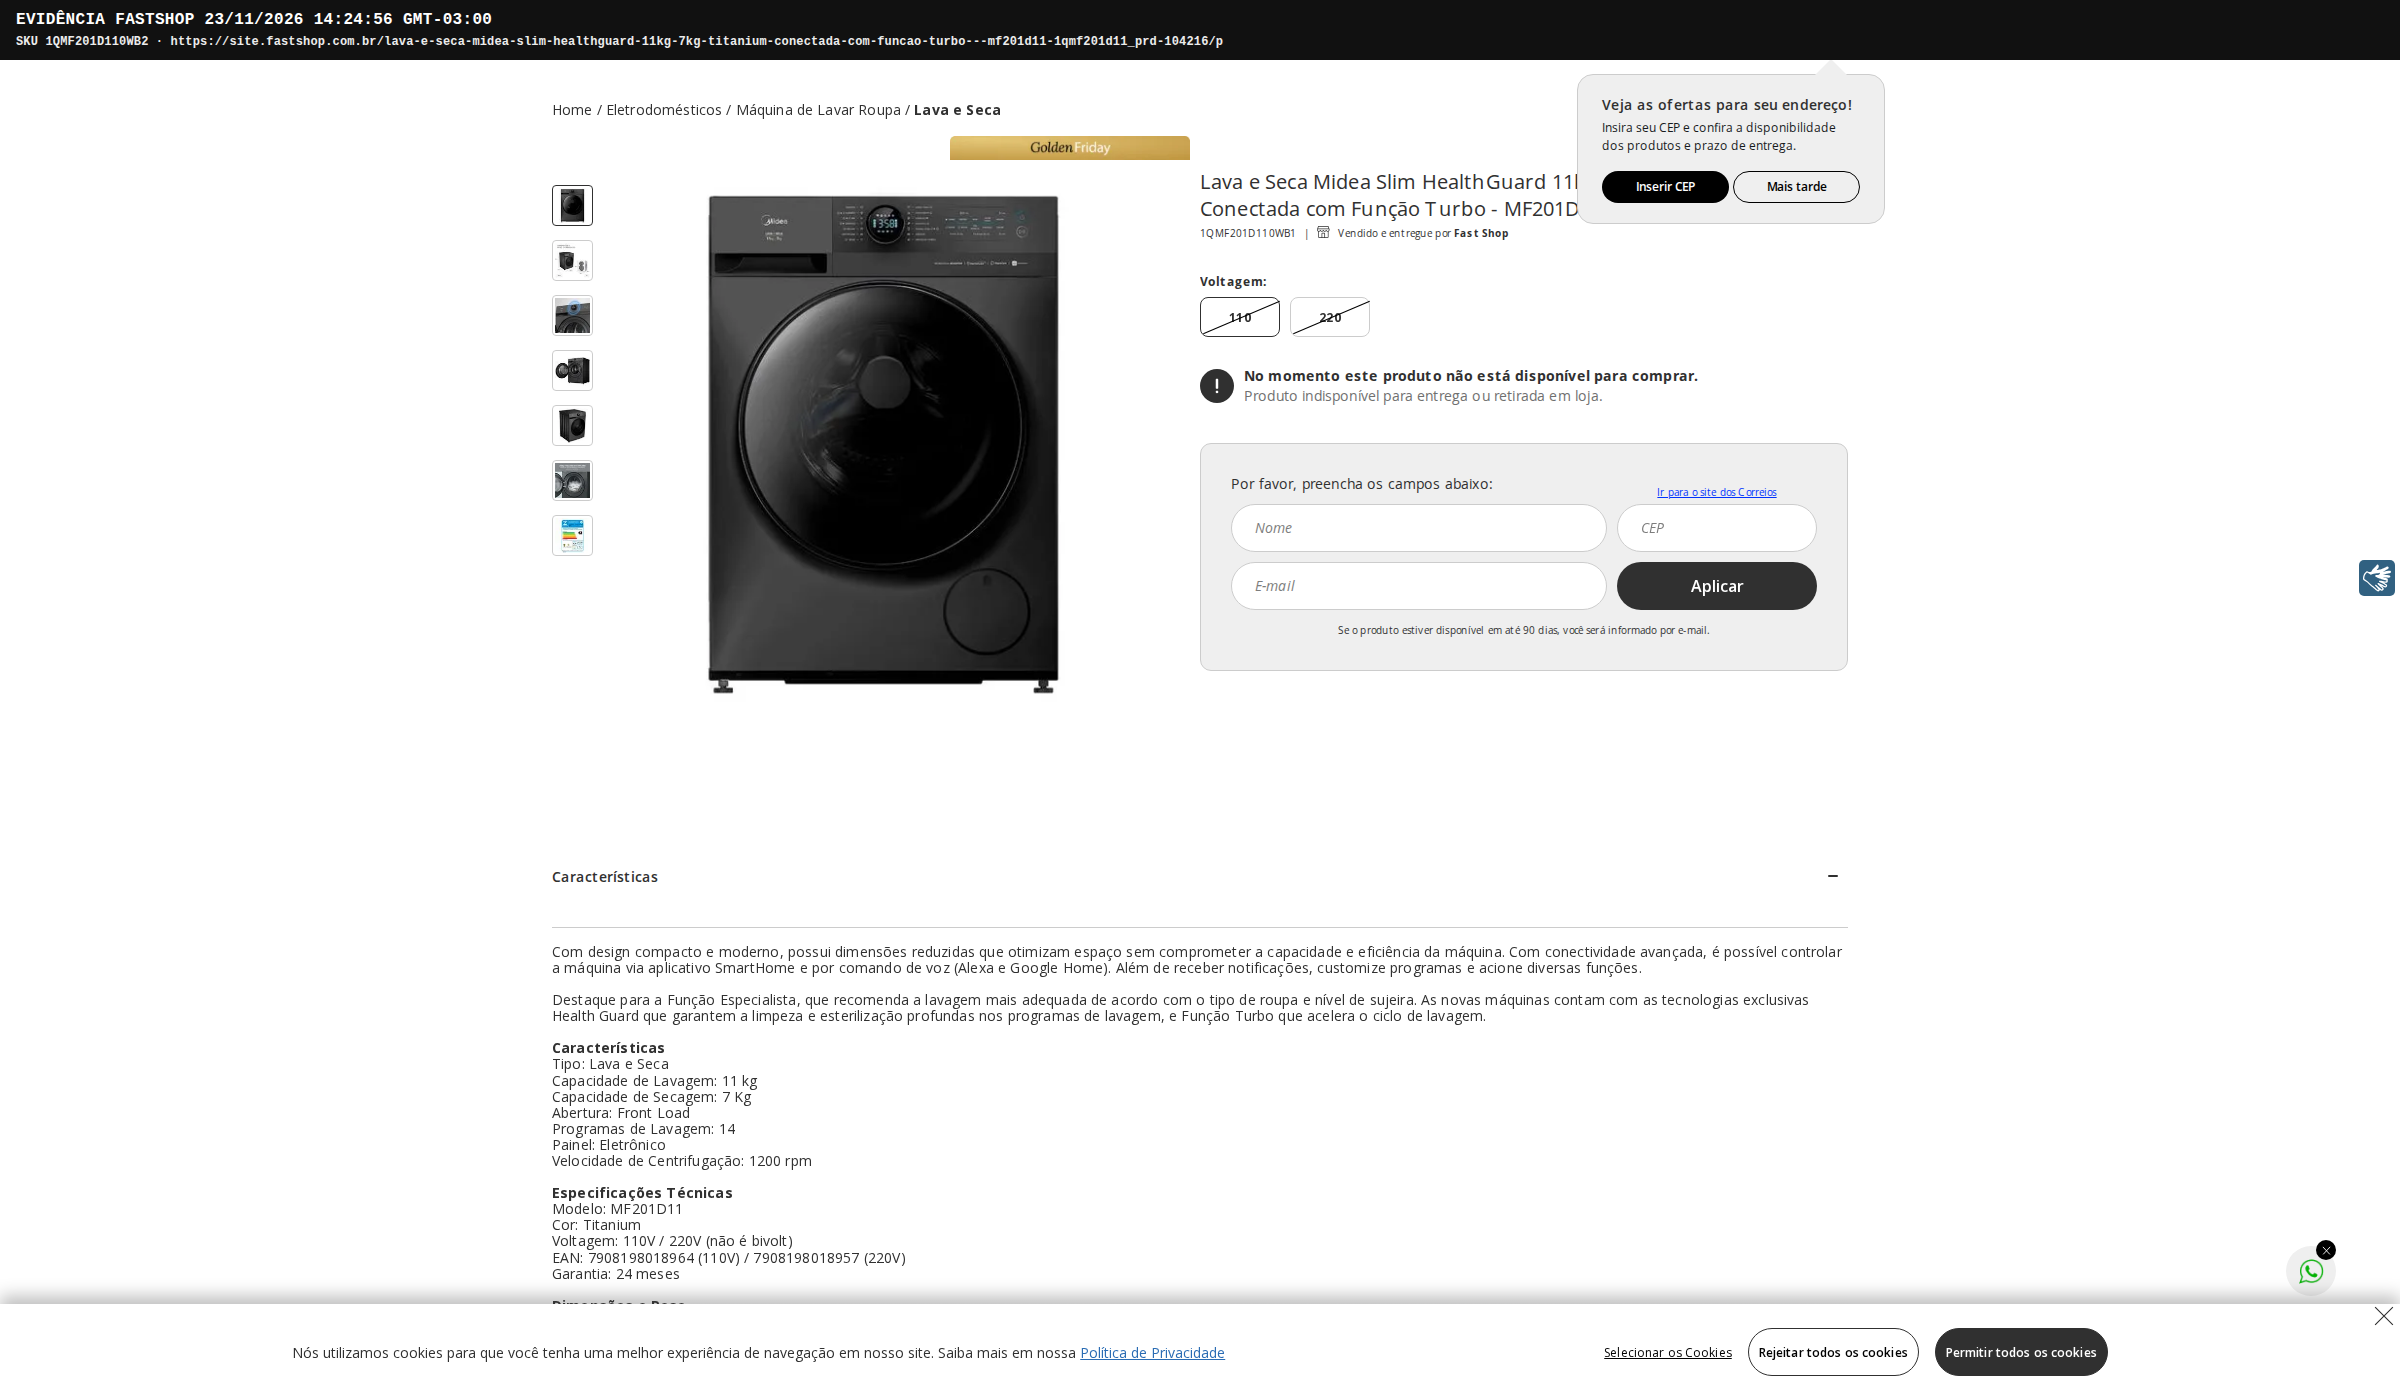 EVIDÊNCIA FASTSHOP 23/11/2026 14:24:56 GMT-03:00
SKU 1QMF201D110WB2 · https://site.fastshop.com.br/lava-e-seca-midea-slim-healthguard-11kg-7kg-titanium-conectada-com-funcao-turbo---mf201d11-1qmf201d11_prd-104216/p
Home / Eletrodomésticos / Máquina de Lavar Roupa / Lava e Seca
Veja as ofertas para seu endereço!
Insira seu CEP e confira a disponibilidade
dos produtos e prazo de entrega.
Inserir CEP
Mais tarde
Golden Friday
Midea
13:58
Lava e Seca Midea Slim HealthGuard 11
Conectada com Função Turbo - MF201D
1QMF201D110WB1 | Vendido e entregue por Fast Shop
Voltagem:
110
220
No momento este produto não está disponível para comprar.
Produto indisponível para entrega ou retirada em loja.
Por favor, preencha os campos abaixo:
Ir para o site dos Correios
Nome
CEP
E-mail
Aplicar
Se o produto estiver disponível em até 90 dias, você será informado por e-mail.
Características
Com design compacto e moderno, possui dimensões reduzidas que otimizam espaço sem comprometer a capacidade e eficiência da máquina. Com conectividade avançada, é possível controlar
a máquina via aplicativo SmartHome e por comando de voz (Alexa e Google Home). Além de receber notificações, customize programas e acione diversas funções.
Destaque para a Função Especialista, que recomenda a lavagem mais adequada de acordo com o tipo de roupa e nível de sujeira. As novas máquinas contam com as tecnologias exclusivas
Health Guard que garantem a limpeza e esterilização profundas nos programas de lavagem, e Função Turbo que acelera o ciclo de lavagem.
Características
Tipo: Lava e Seca
Capacidade de Lavagem: 11 kg
Capacidade de Secagem: 7 Kg
Abertura: Front Load
Programas de Lavagem: 14
Painel: Eletrônico
Velocidade de Centrifugação: 1200 rpm
Especificações Técnicas
Modelo: MF201D11
Cor: Titanium
Voltagem: 110V / 220V (não é bivolt)
EAN: 7908198018964 (110V) / 7908198018957 (220V)
Garantia: 24 meses
Nós utilizamos cookies para que você tenha uma melhor experiência de navegação em nosso site. Saiba mais em nossa Política de Privacidade
Selecionar os Cookies
Rejeitar todos os cookies
Permitir todos os cookies